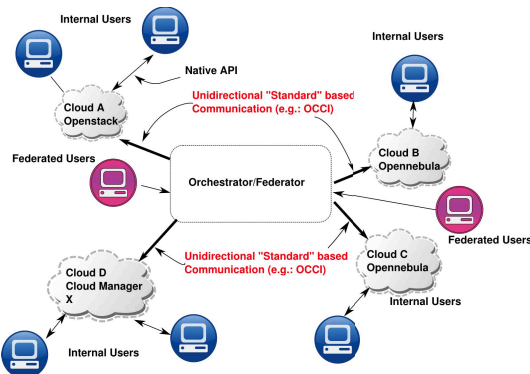 Internal Users
Internal Users
Native API
Cloud A
Openstack
Unidirectional "Standard" based
Communication (e.g.: OCCI)
Cloud B
Opennebula
Federated Users
Orchestrator/Federator
Federated Users
Unidirectional "Standard" based
Communication (e.g.: OCCI)
Cloud C
Opennebula
Cloud D
Cloud Manager
X
Internal Users
Internal Users